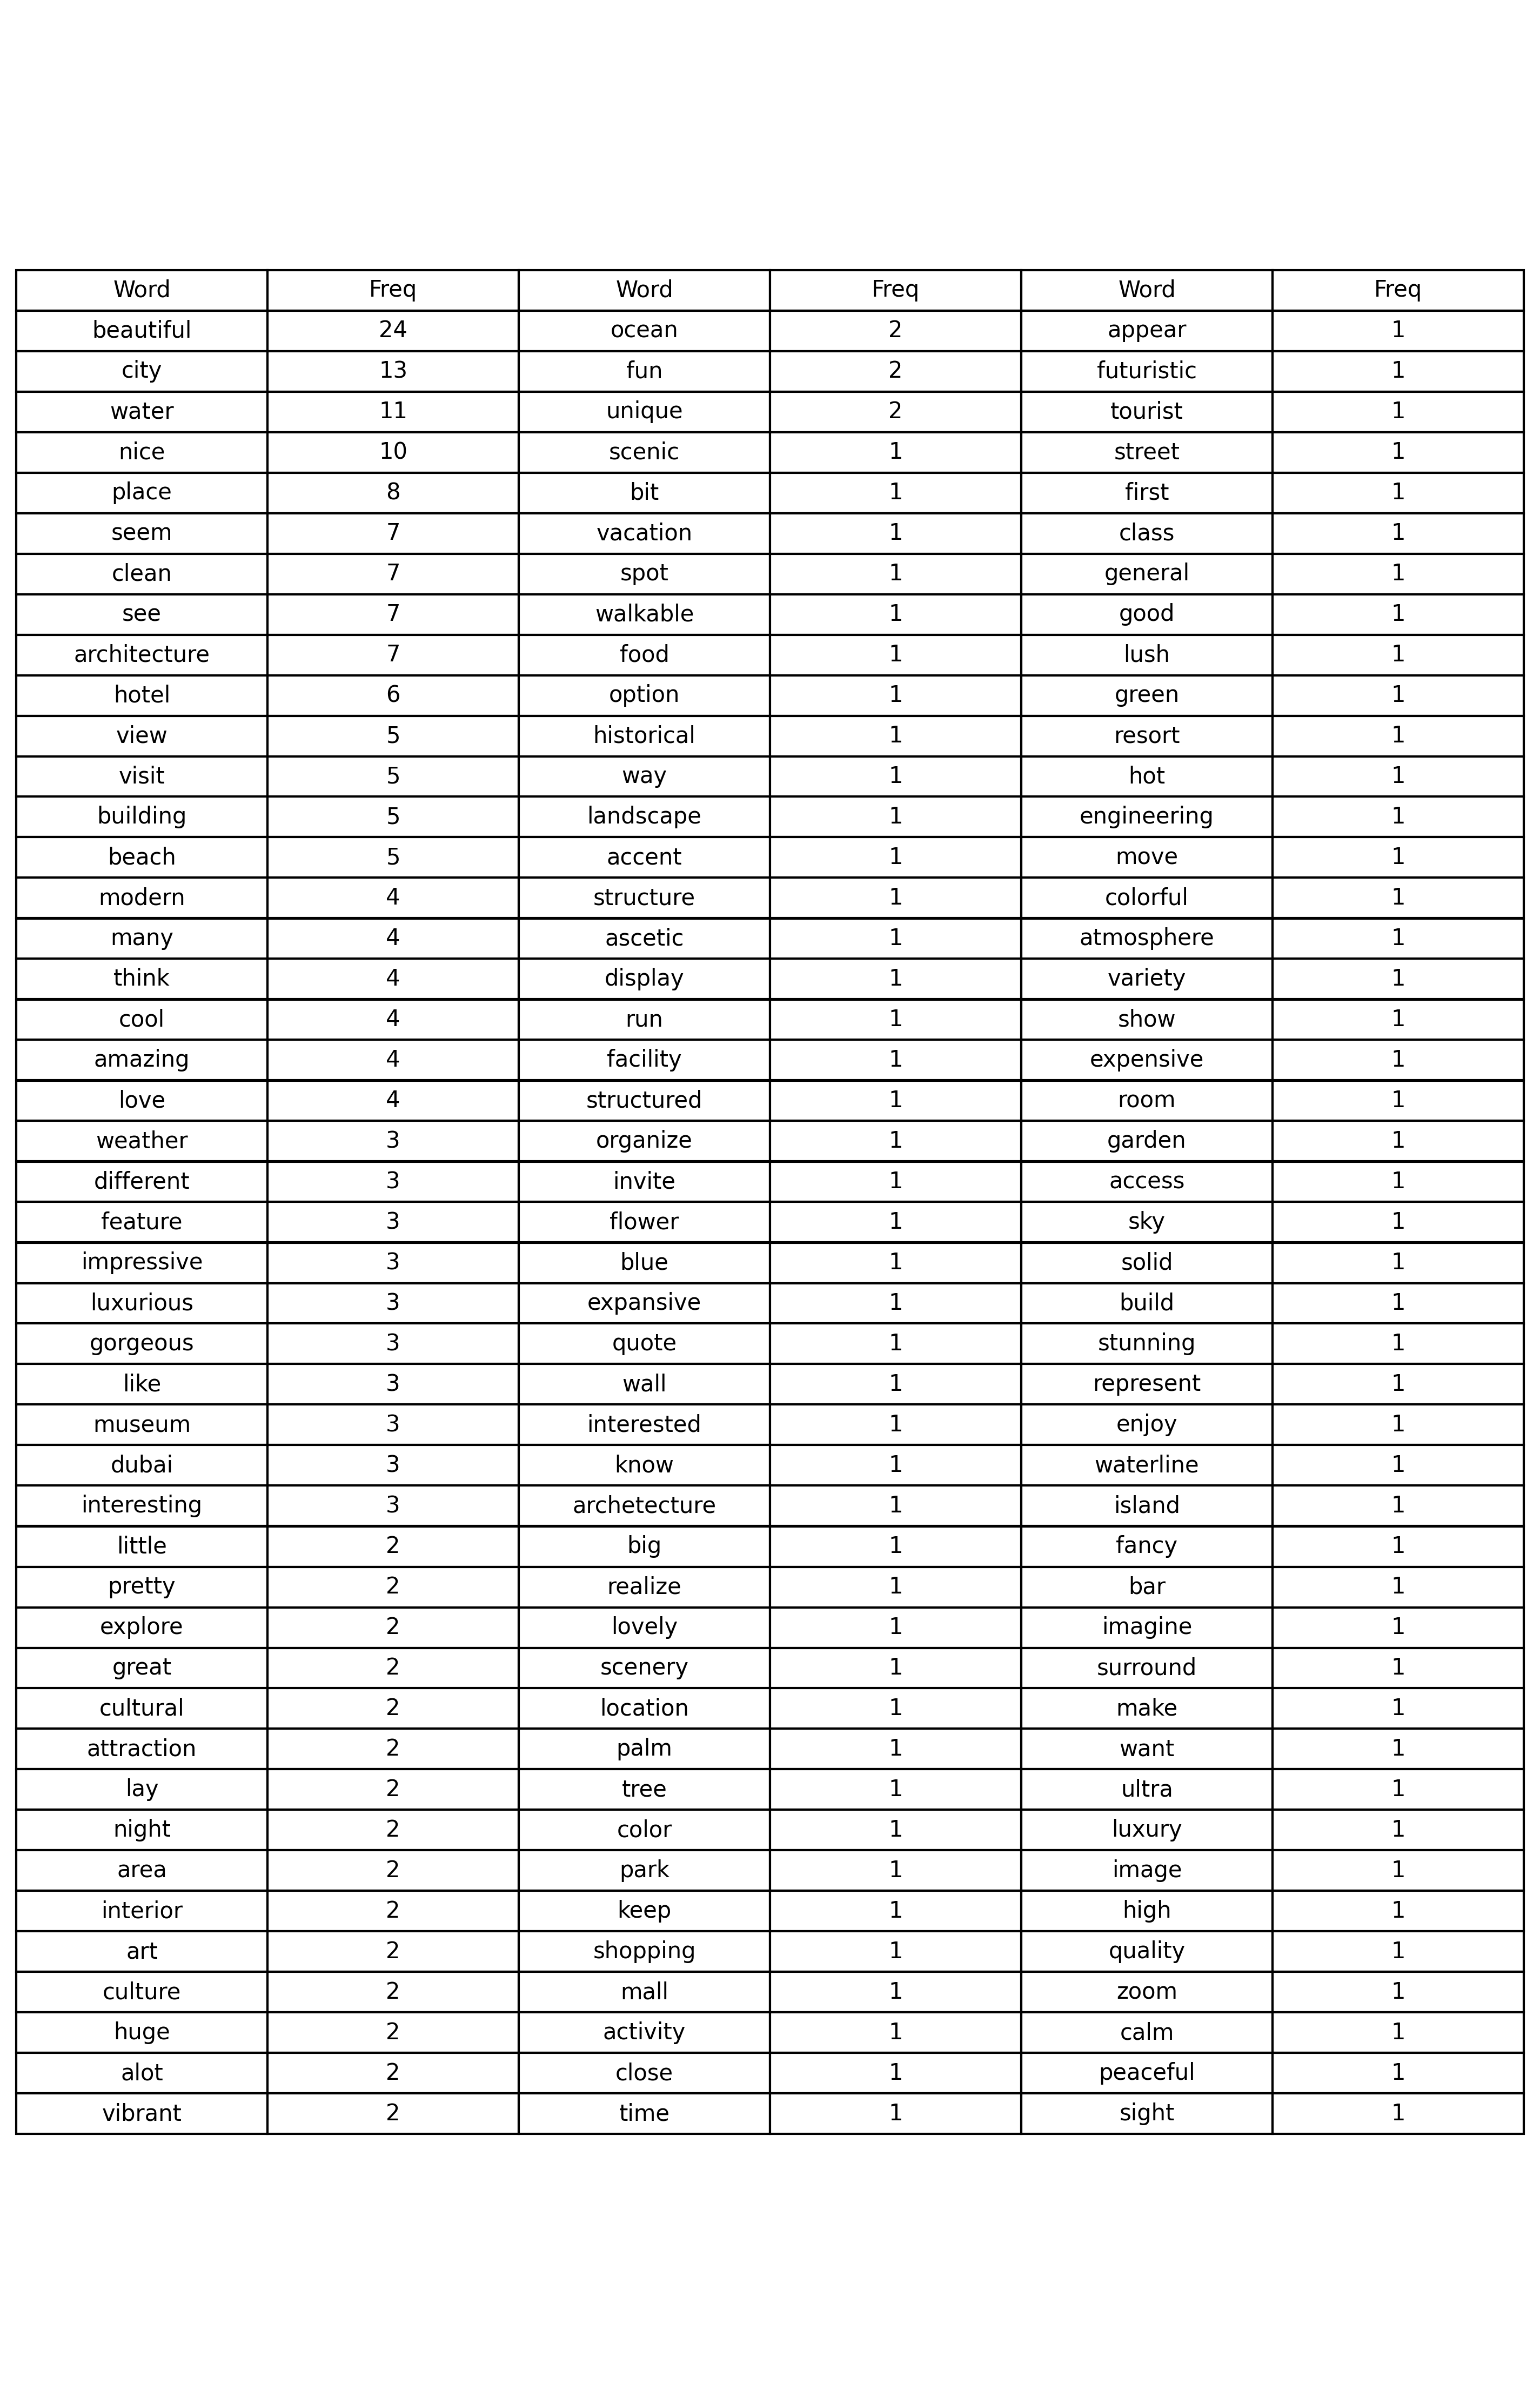 Word Freq Word Freq Word Freq
beautiful 24 ocean 2 appear 1
city 13 fun 2 futuristic 1
water 11 unique 2 tourist 1
nice 10 scenic 1 street 1
place 8 bit 1 first 1
seem 7 vacation 1 class 1
clean 7 spot 1 general 1
see 7 walkable 1 good 1
architecture 7 food 1 lush 1
hotel 6 option 1 green 1
view 5 historical 1 resort 1
visit 5 way 1 hot 1
building 5 landscape 1 engineering 1
beach 5 accent 1 move 1
modern 4 structure 1 colorful 1
many 4 ascetic 1 atmosphere 1
think 4 display 1 variety 1
cool 4 run 1 show 1
amazing 4 facility 1 expensive 1
love 4 structured 1 room 1
weather 3 organize 1 garden 1
different 3 invite 1 access 1
feature 3 flower 1 sky 1
impressive 3 blue 1 solid 1
luxurious 3 expansive 1 build 1
gorgeous 3 quote 1 stunning 1
like 3 wall 1 represent 1
museum 3 interested 1 enjoy 1
dubai 3 know 1 waterline 1
interesting 3 archetecture 1 island 1
little 2 big 1 fancy 1
pretty 2 realize 1 bar 1
explore 2 lovely 1 imagine 1
great 2 scenery 1 surround 1
cultural 2 location 1 make 1
attraction 2 palm 1 want 1
lay 2 tree 1 ultra 1
night 2 color 1 luxury 1
area 2 park 1 image 1
interior 2 keep 1 high 1
art 2 shopping 1 quality 1
culture 2 mall 1 zoom 1
huge 2 activity 1 calm 1
alot 2 close 1 peaceful 1
vibrant 2 time 1 sight 1